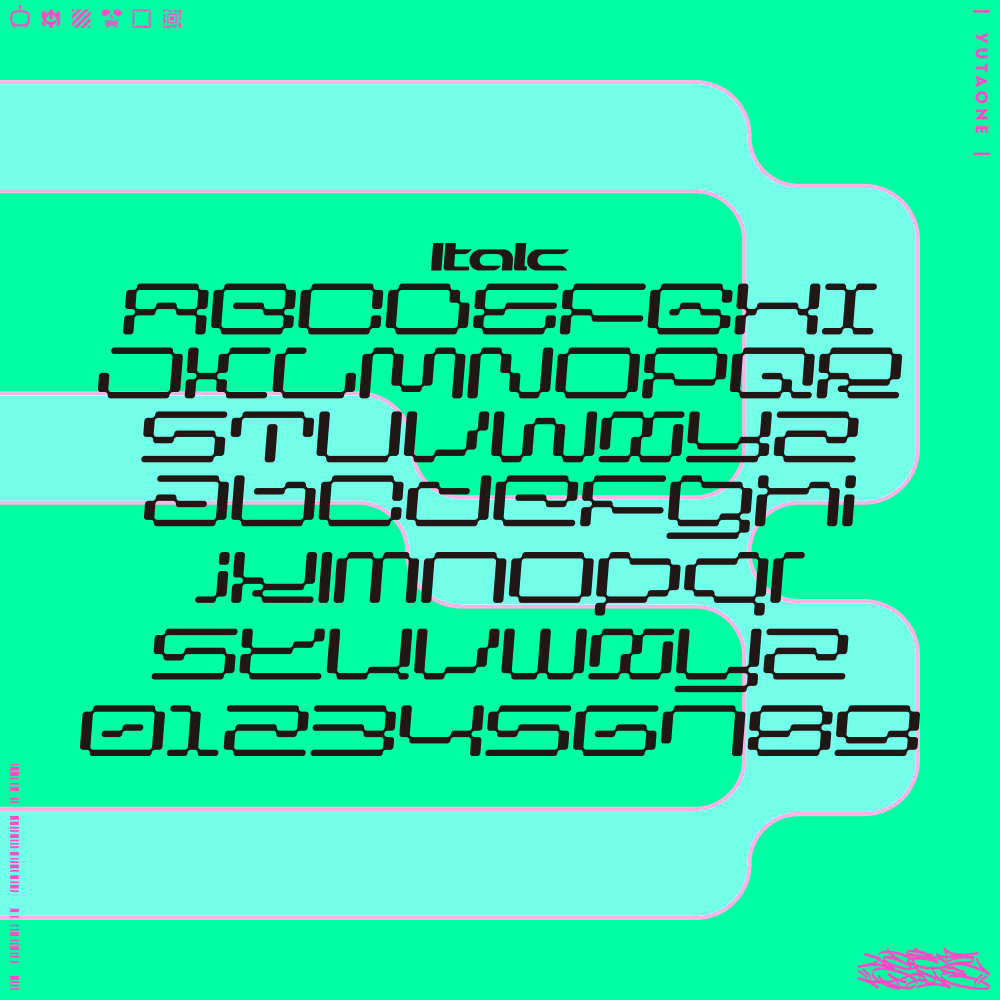 | YUTAONE |
Italc
ABCDEFGHI
JKLMNOPQR
STUVWXYZ
abcdefghi
jklmnopqr
stuvwxyz
0123456789